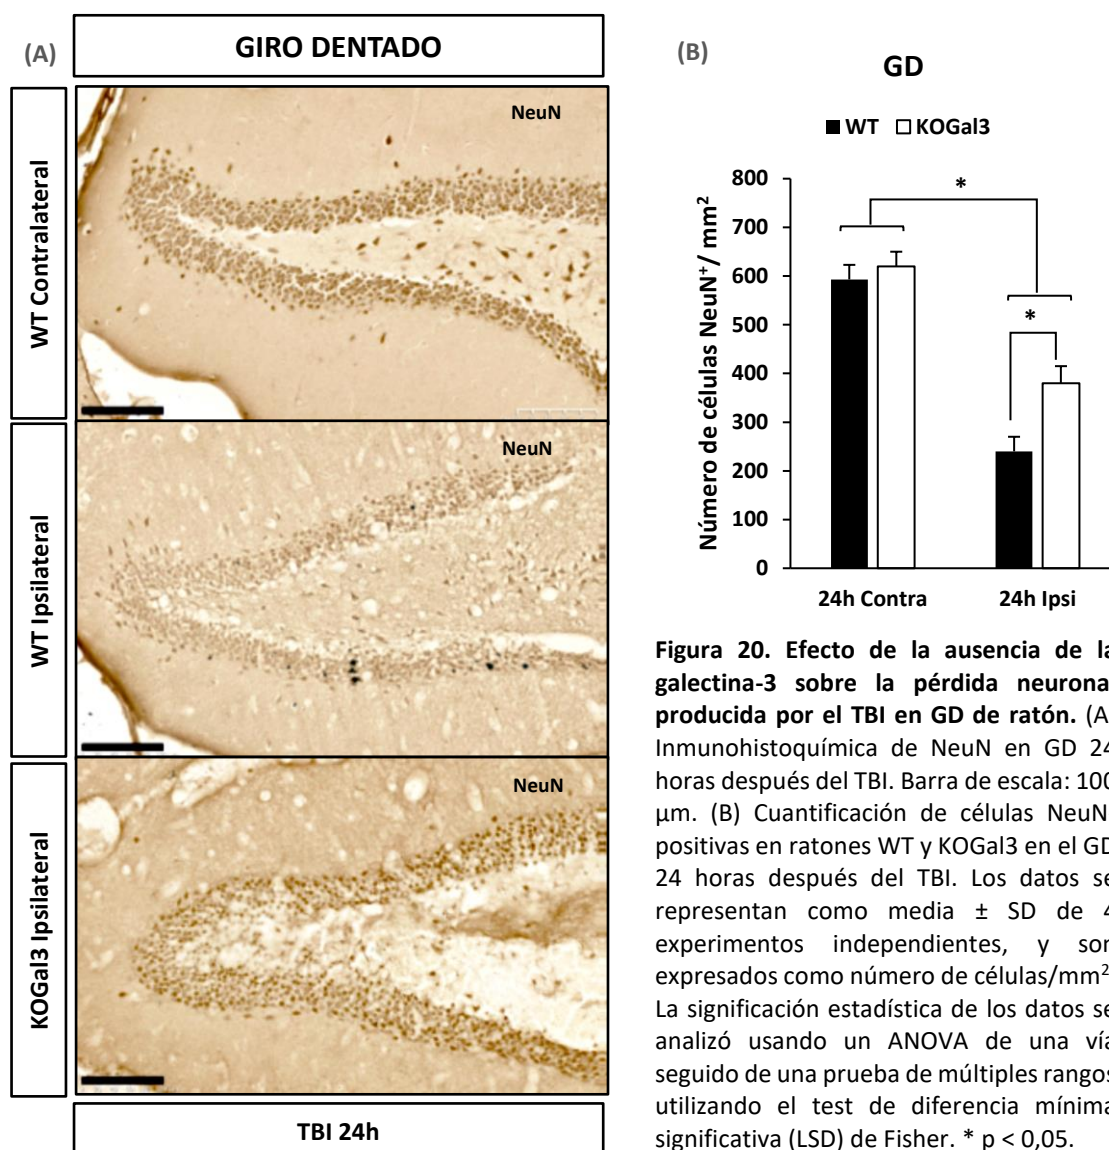 (A)
GIRO DENTADO
WT Contralateral
NeuN
WT Ipsilateral
NeuN
KOGal3 Ipsilateral
NeuN
TBI 24h
(B)
GD
WT KOGal3
Número de células NeuN⁺/ mm²
800
700
600
500
400
300
200
100
0
*
*
24h Contra 24h Ipsi
Figura 20. Efecto de la ausencia de la
galectina-3 sobre la pérdida neurona
producida por el TBI en GD de ratón. (A
Inmunohistoquímica de NeuN en GD 24
horas después del TBI. Barra de escala: 100
µm. (B) Cuantificación de células NeuN
positivas en ratones WT y KOGal3 en el GD
24 horas después del TBI. Los datos se
representan como media ± SD de 4
experimentos independientes, y son
expresados como número de células/mm²
La significación estadística de los datos se
analizó usando un ANOVA de una vía
seguido de una prueba de múltiples rangos
utilizando el test de diferencia mínima
significativa (LSD) de Fisher. * p < 0,05.